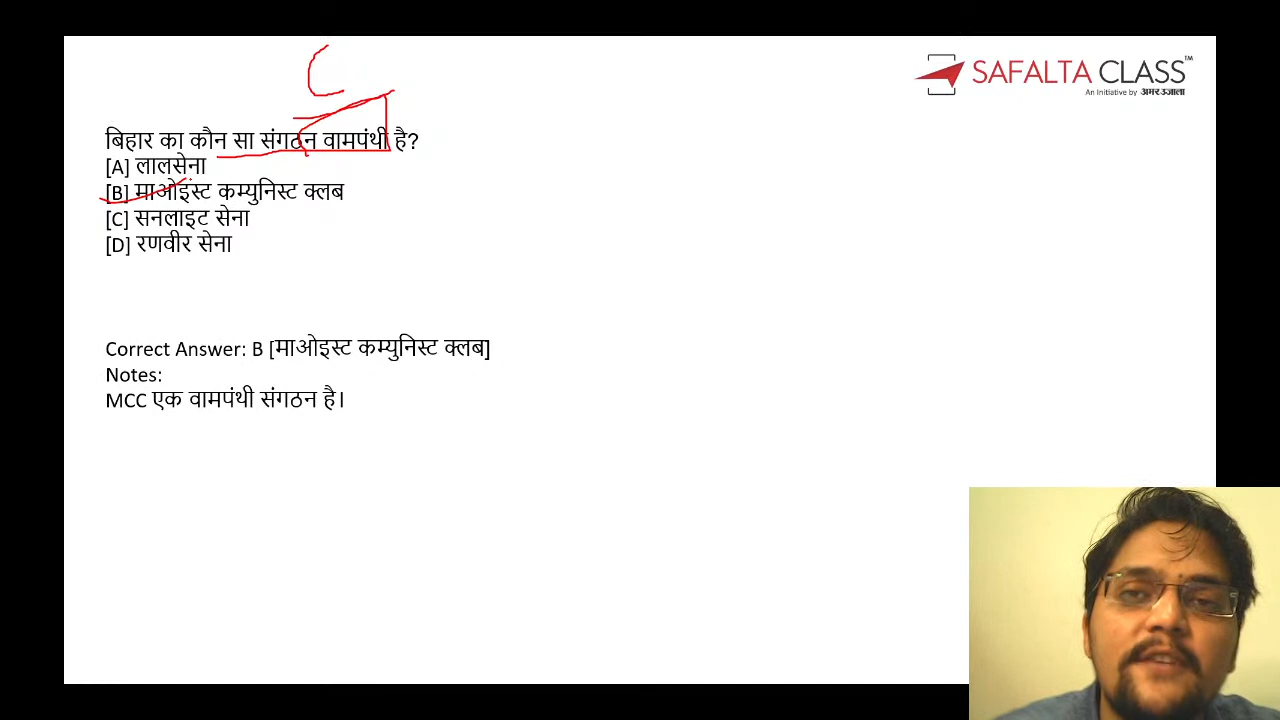 SAFALTA CLASS™
An Initiative by अमर उजाला
बिहार का कौन सा संगठन वामपंथी है?
[A] लालसेना
[B] माओइस्ट कम्युनिस्ट क्लब
[C] सनलाइट सेना
[D] रणवीर सेना
Correct Answer: B [माओइस्ट कम्युनिस्ट क्लब]
Notes:
MCC एक वामपंथी संगठन है।